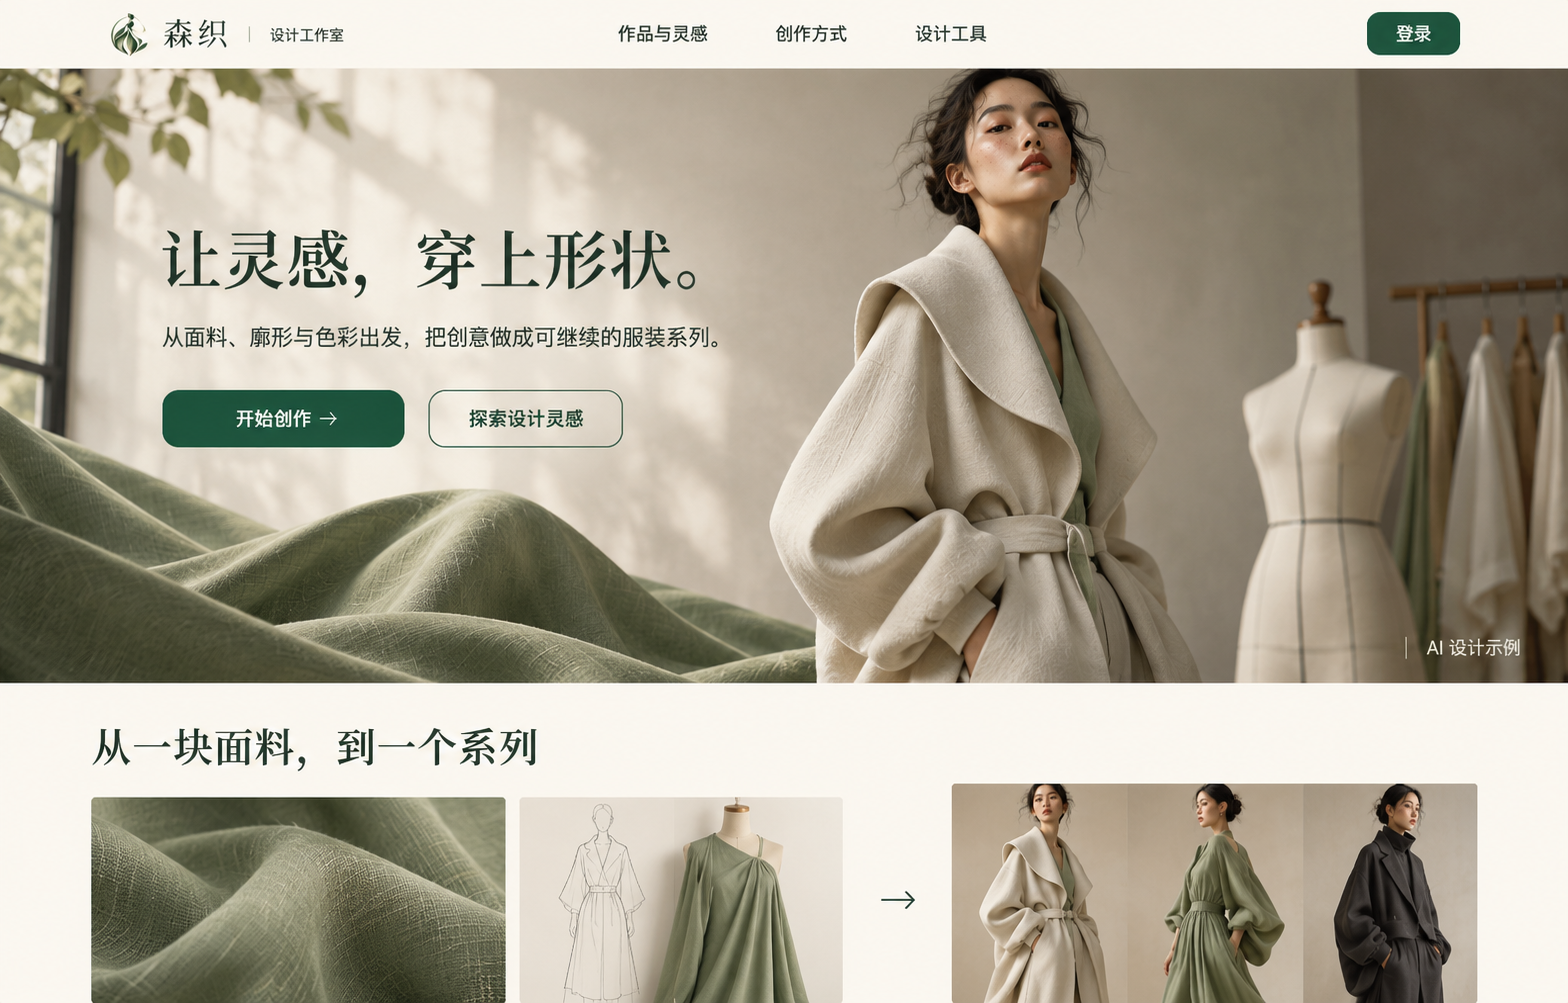 森织 | 设计工作室
作品与灵感
创作方式
设计工具
登录
让灵感，穿上形状。
从面料、廓形与色彩出发，把创意做成可继续的服装系列。
开始创作 →
探索设计灵感
AI 设计示例
从一块面料，到一个系列